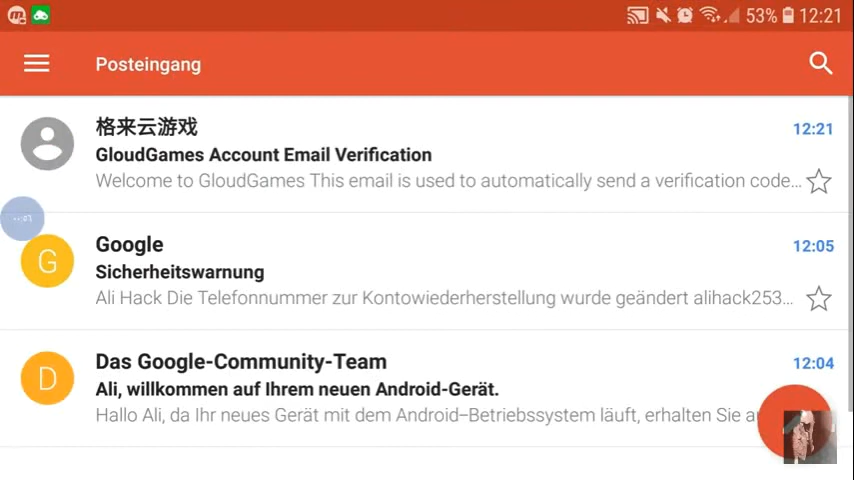 53% 12:21
Posteingang
格来云游戏 12:21
GloudGames Account Email Verification
Welcome to GloudGames This email is used to automatically send a verification code...
Google 12:05
G
Sicherheitswarnung
Ali Hack Die Telefonnummer zur Kontowiederherstellung wurde geändert alihack253...
Das Google-Community-Team 12:04
D
Ali, willkommen auf Ihrem neuen Android-Gerät.
Hallo Ali, da Ihr neues Gerät mit dem Android–Betriebssystem läuft, erhalten Sie